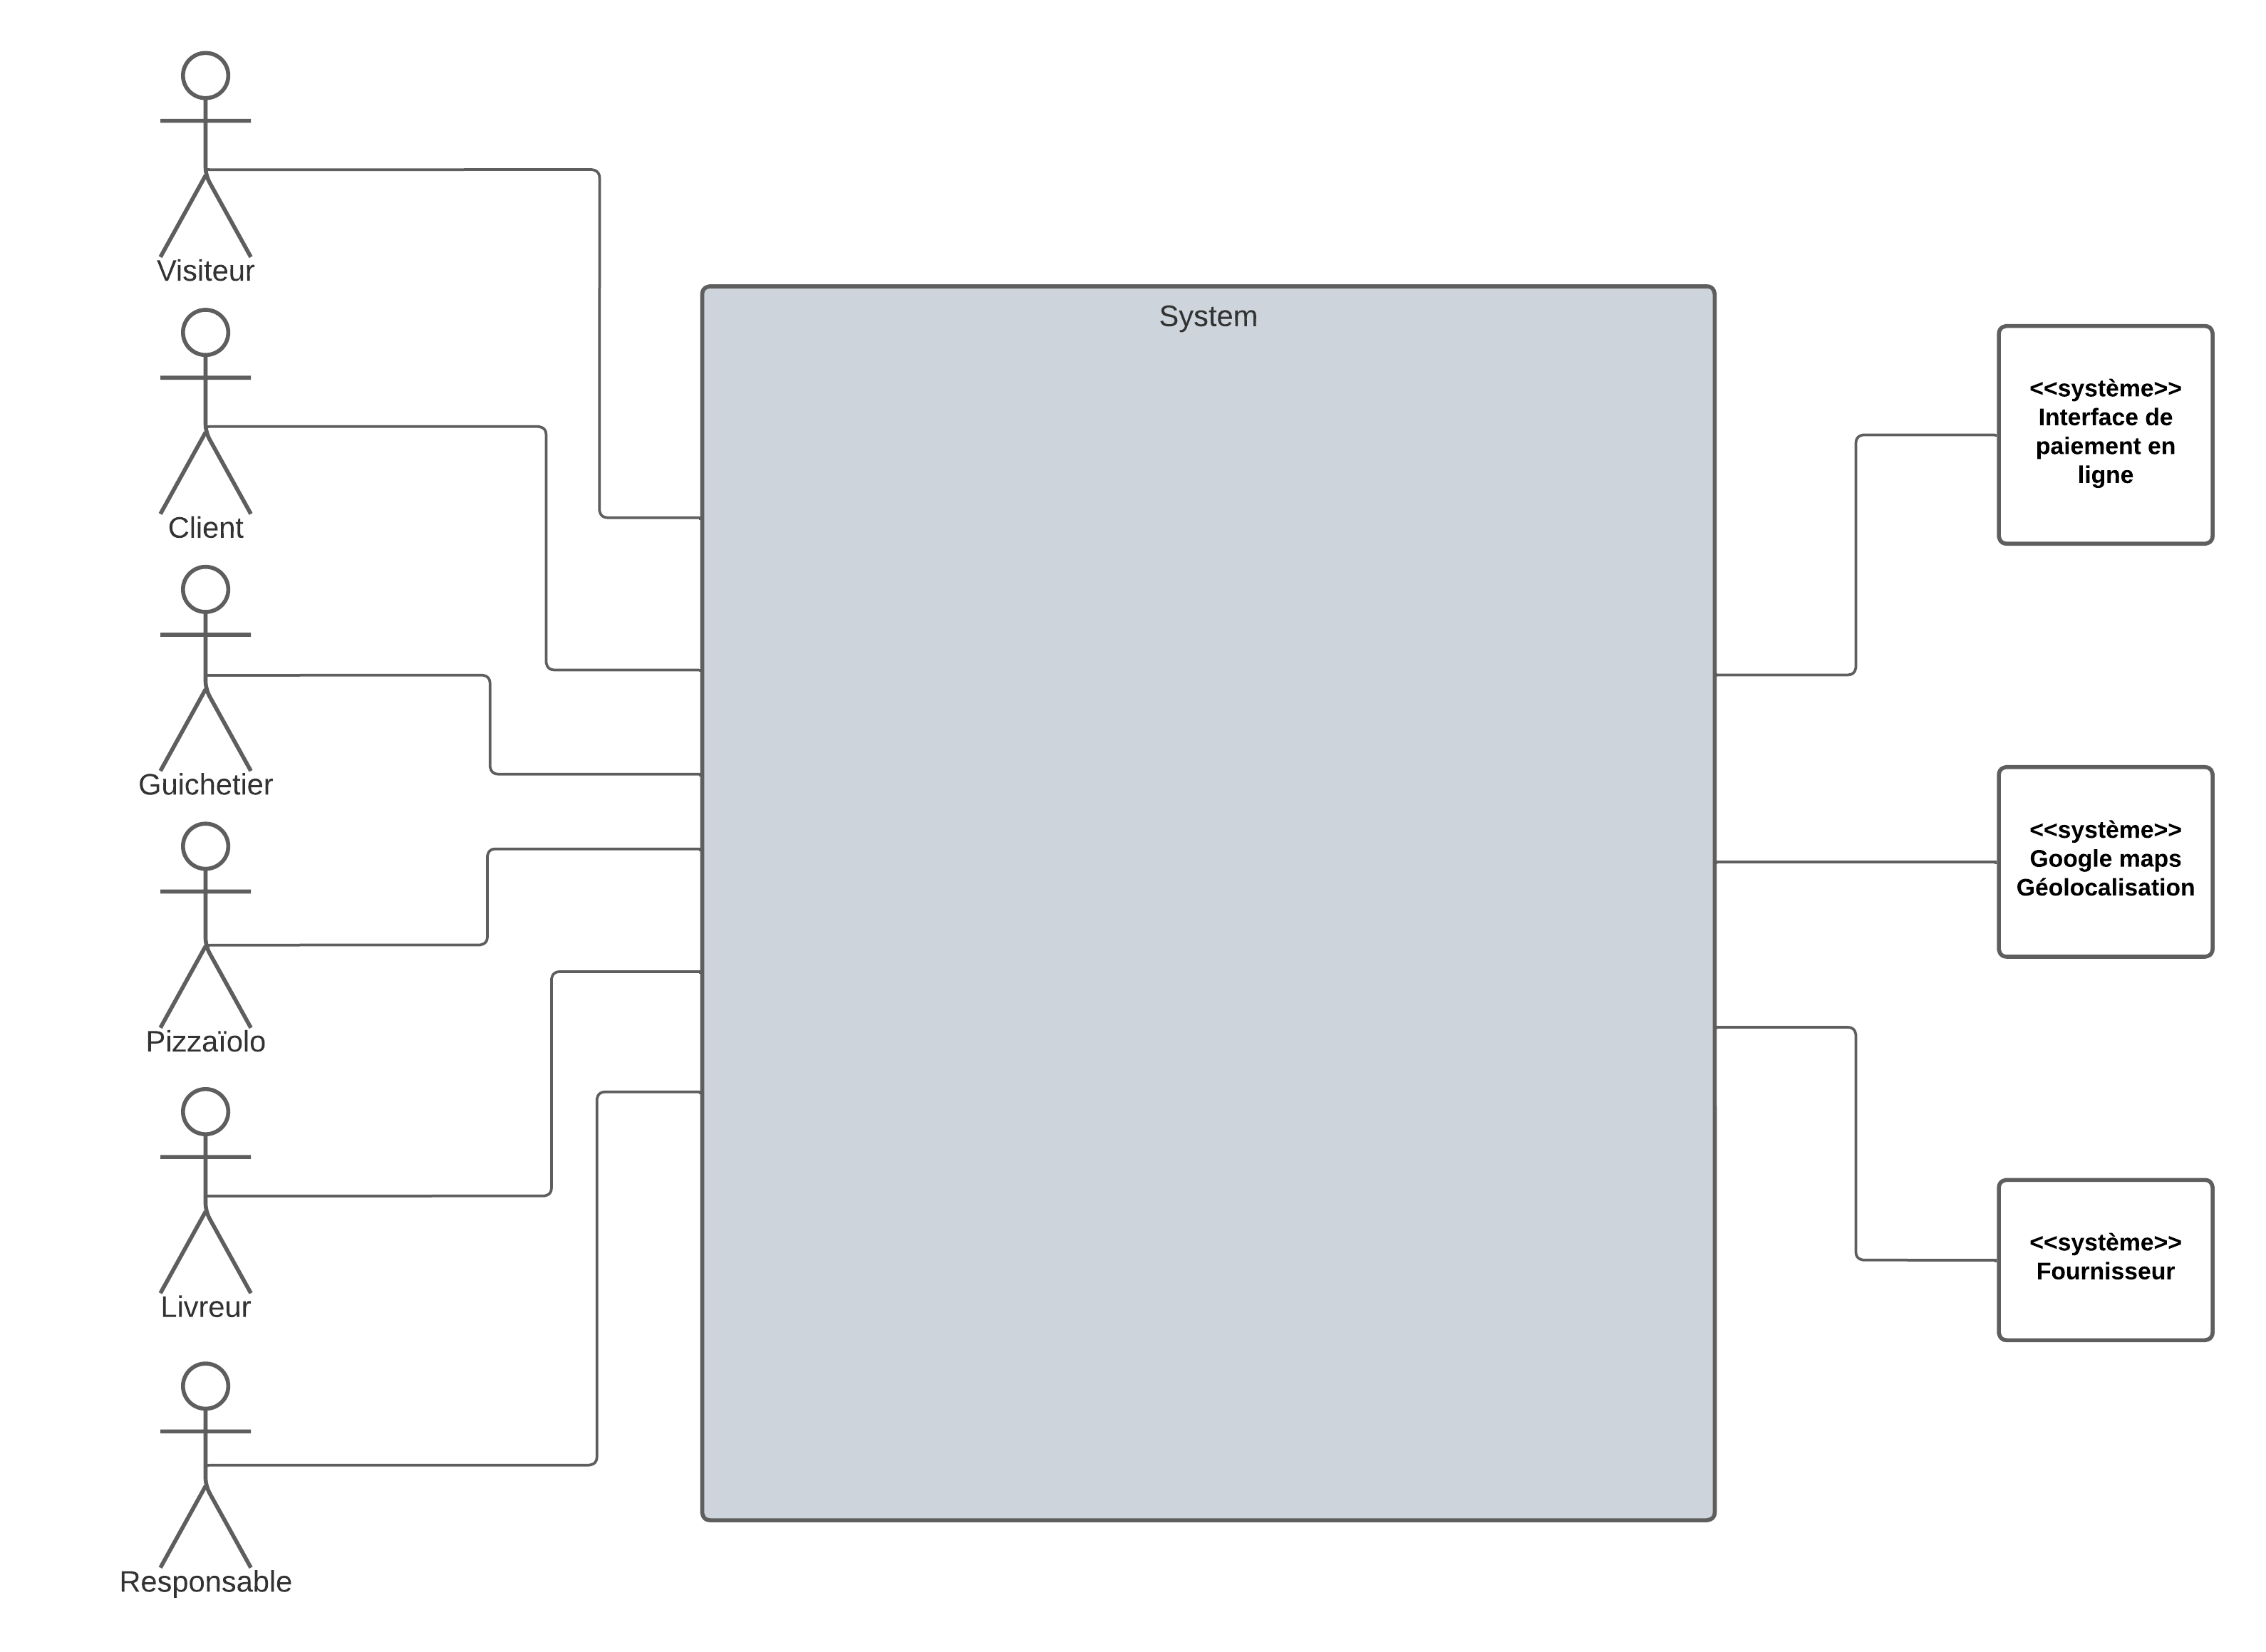 Visiteur
Client
Guichetier
Pizzaïolo
Livreur
Responsable
System
<<système>>
Interface de
paiement en
ligne
<<système>>
Google maps
Géolocalisation
<<système>>
Fournisseur